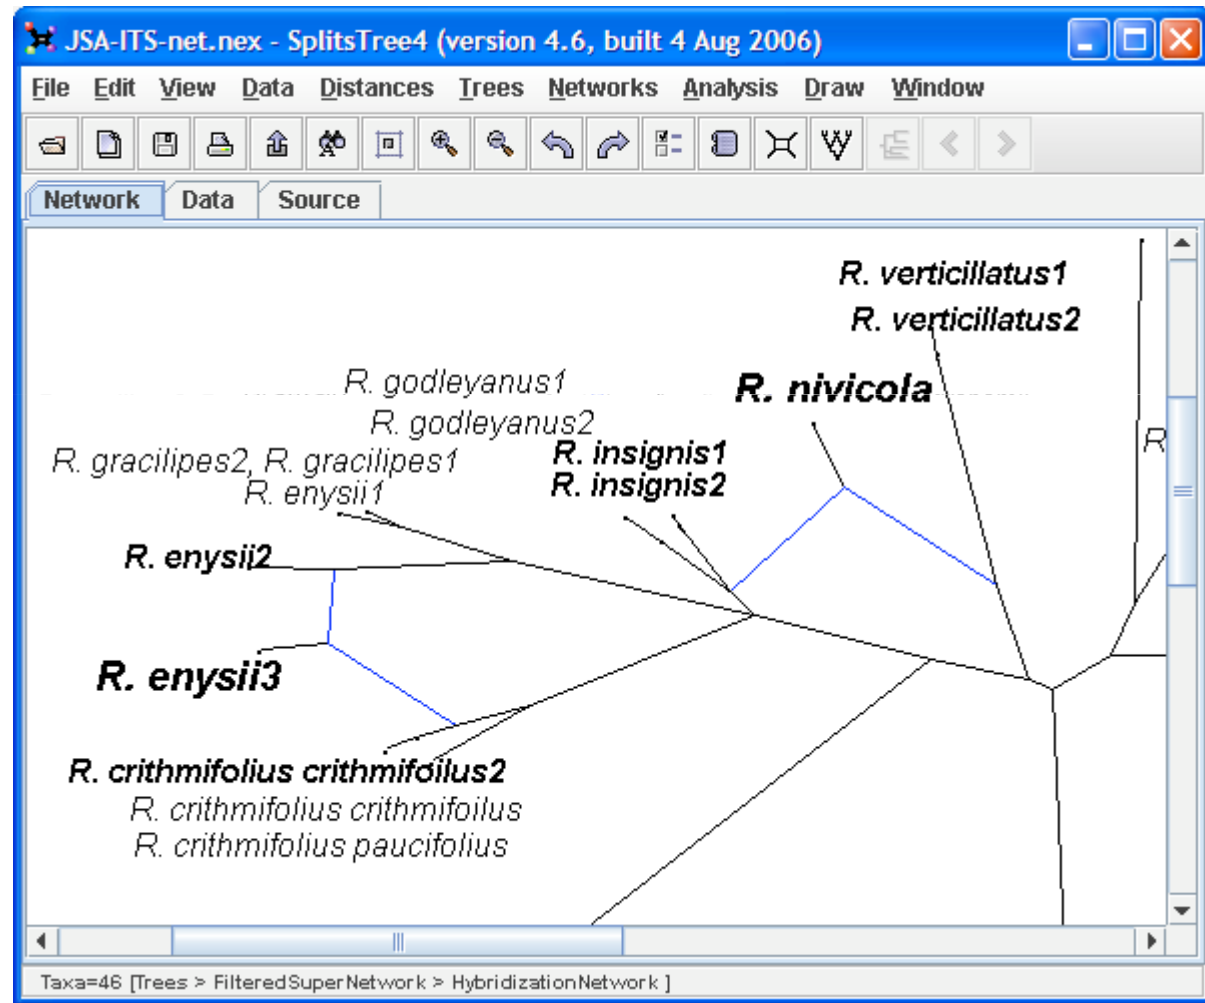 JSA-ITS-net.nex - SplitsTree4 (version 4.6, built 4 Aug 2006)
File Edit View Data Distances Trees Networks Analysis Draw Window
Network Data Source
R. verticillatus1
R. verticillatus2
R. godleyanus1
R. nivicola
R. godleyanus2
R
R. gracilipes2, R. gracilipes1
R. insignis1
R. enysii1
R. insignis2
R. enysii2
R. enysii3
R. crithmifolius crithmifoilus2
R. crithmifolius crithmifoilus
R. crithmifolius paucifolius
Taxa=46 [Trees > FilteredSuperNetwork > HybridizationNetwork ]